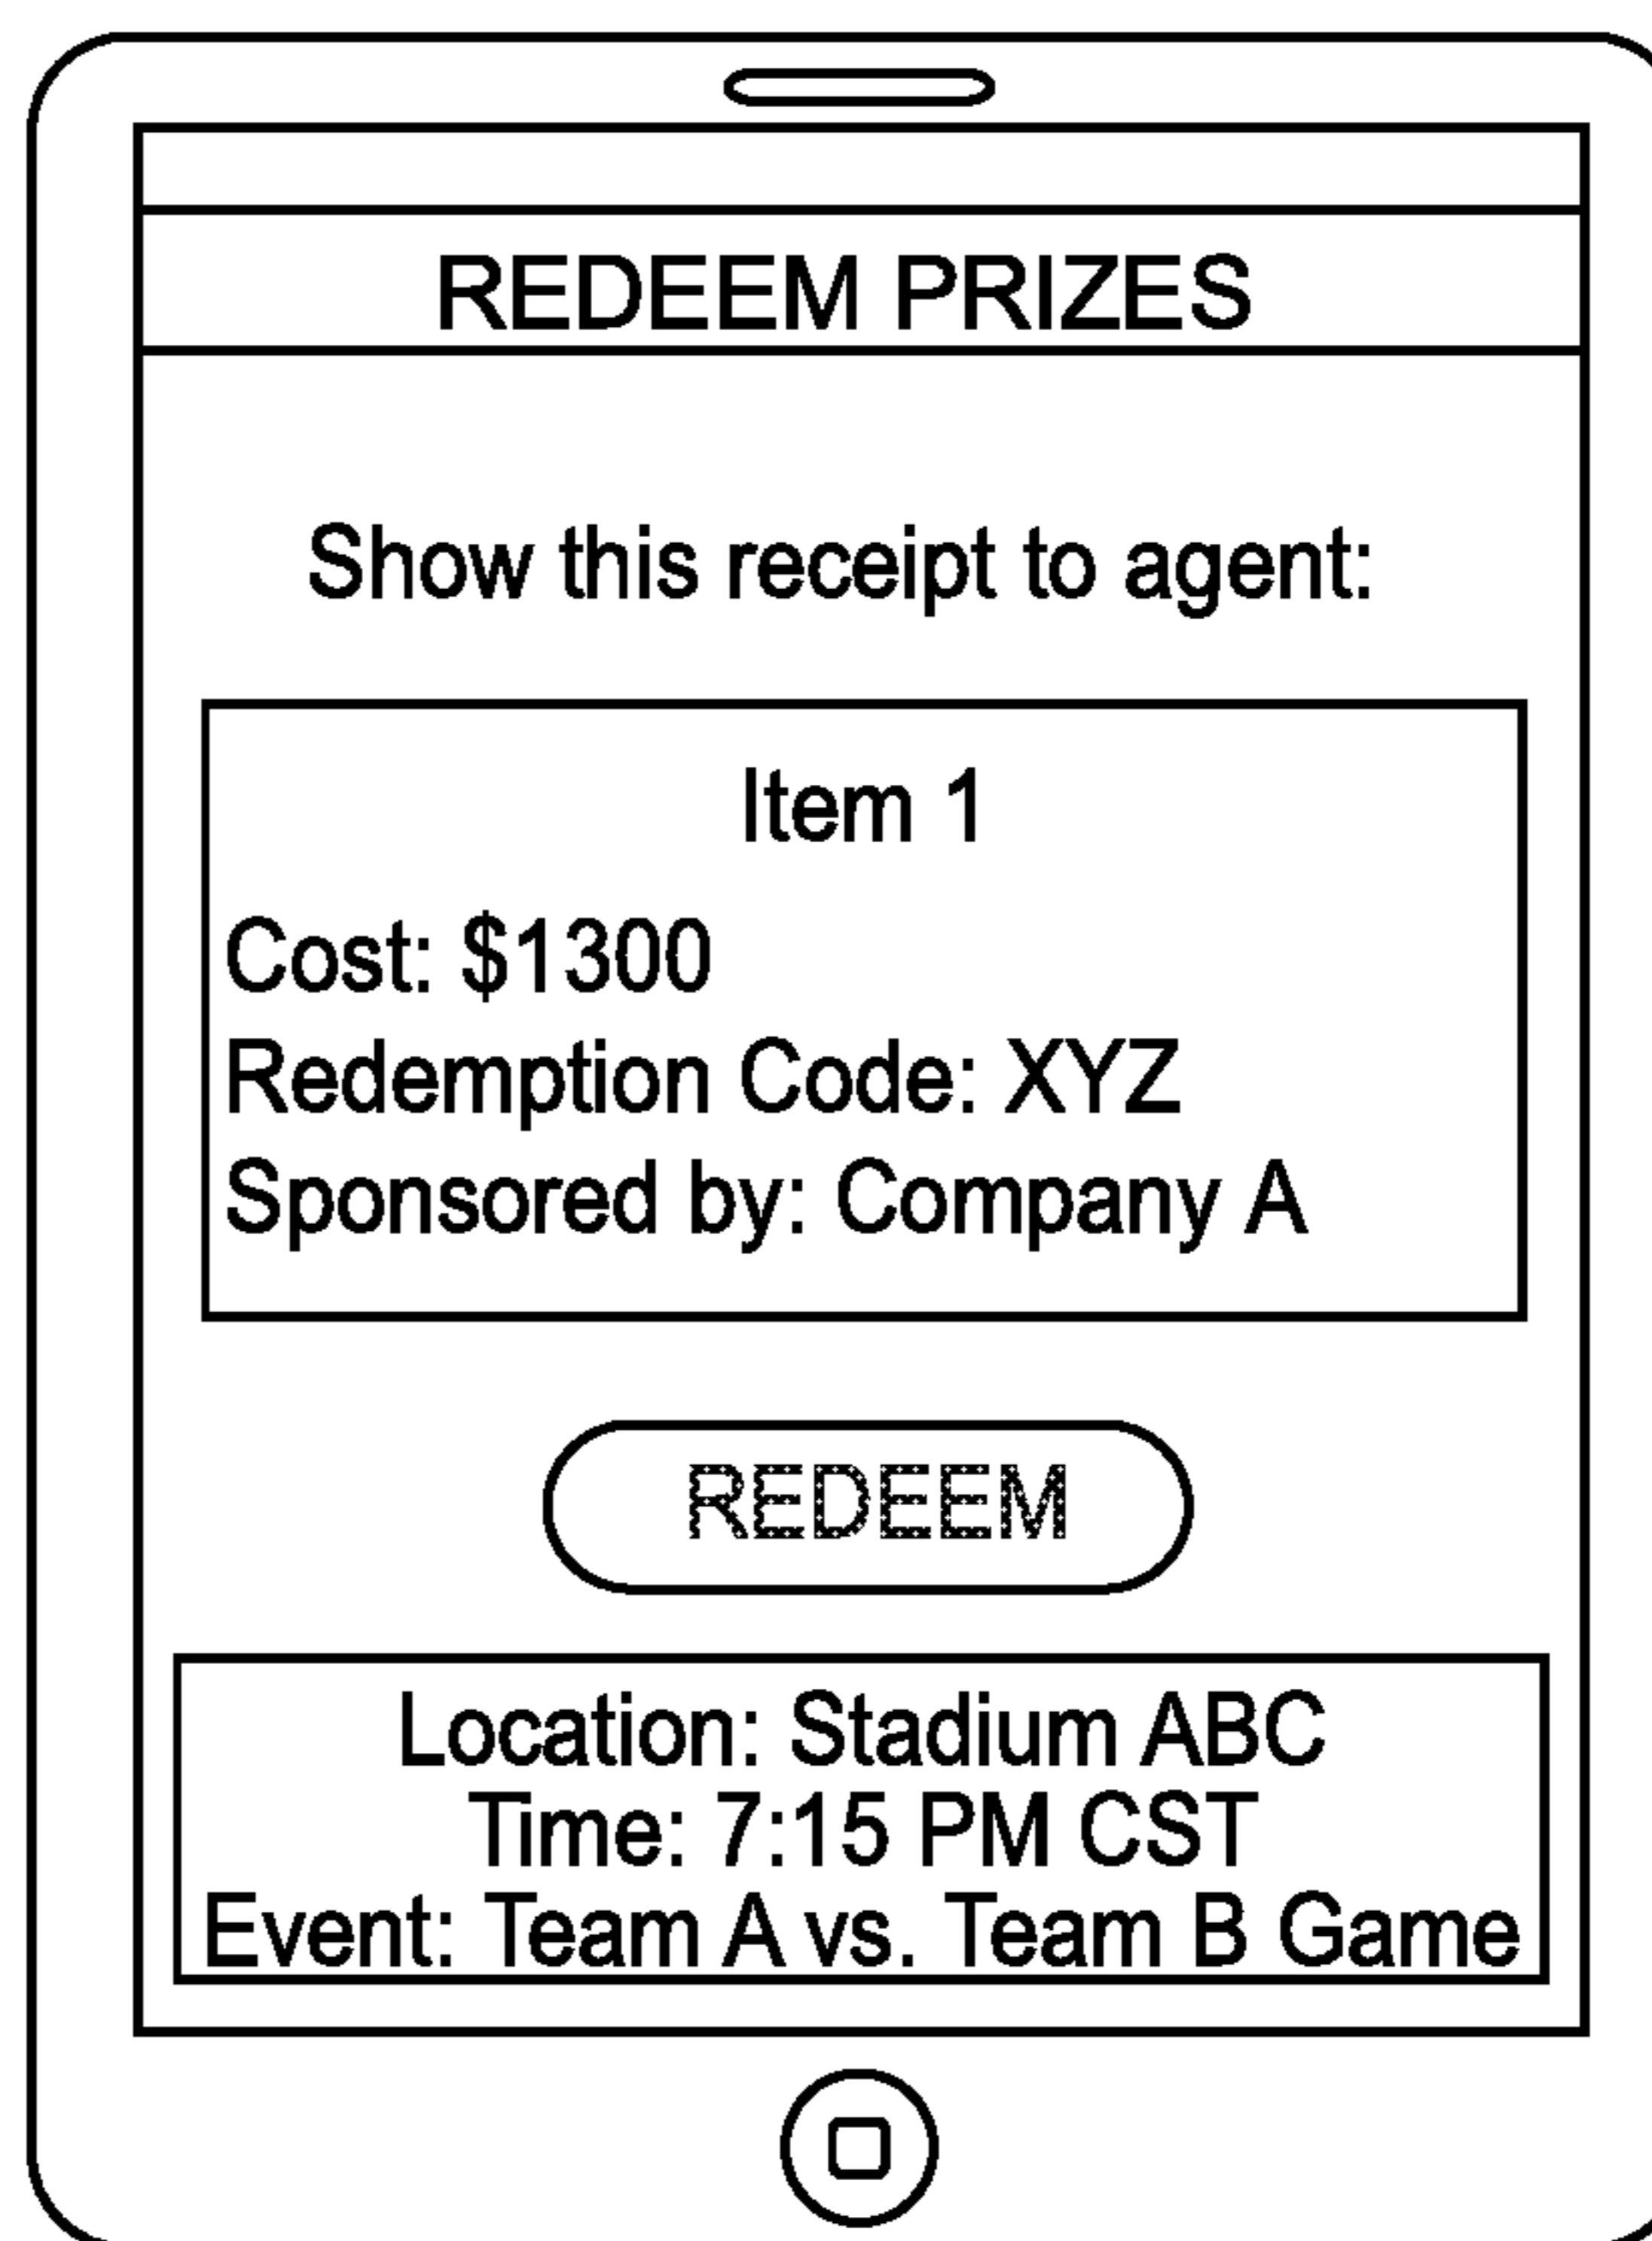 REDEEM PRIZES
Show this receipt to agent:
Item 1
Cost: $1300
Redemption Code: XYZ
Sponsored by: Company A
REDEEM
Location: Stadium ABC
Time: 7:15 PM CST
Event: Team A vs. Team B Game